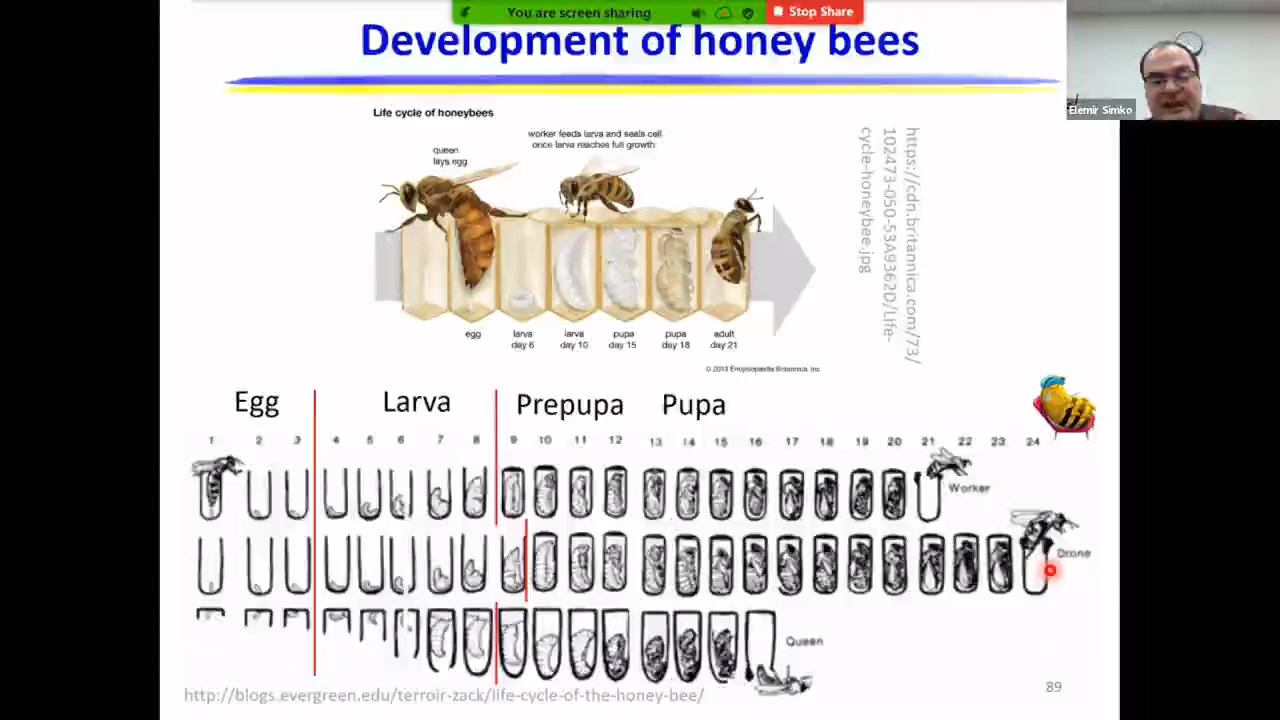 You are screen sharing
Stop Share
Development of honey bees
Elemir Simko
Life cycle of honeybees
queen
lays egg
worker feeds larva and seals cell
once larva reaches full growth
https://cdn.britannica.com/73/
102473-050-53A9362D/Life-
cycle-honeybee.jpg
egg
larva
day 6
larva
day 10
pupa
day 15
pupa
day 18
adult
day 21
© 2013 Encyclopædia Britannica, Inc.
Egg Larva Prepupa Pupa
1 2 3 4 5 6 7 8 9 10 11 12 13 14 15 16 17 18 19 20 21 22 23 24
Worker
Drone
Queen
http://blogs.evergreen.edu/terroir-zack/life-cycle-of-the-honey-bee/
89